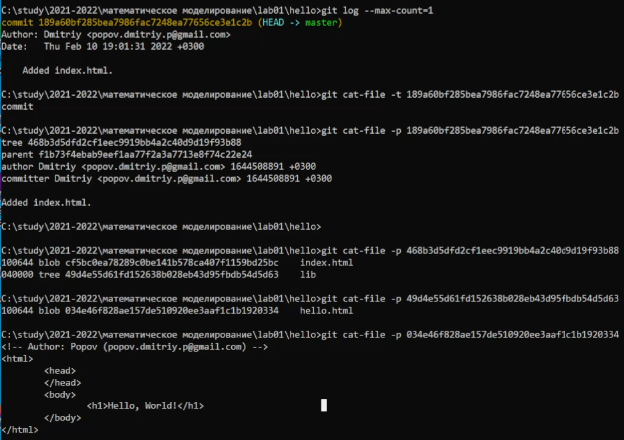 C:\study\2021-2022\математическое моделирование\lab01\hello>git log --max-count=1
commit 189a60bf285bea7986fac7248ea77656ce3e1c2b (HEAD -> master)
Author: Dmitriy <popov.dmitriy.p@gmail.com>
Date:   Thu Feb 10 19:01:31 2022 +0300

    Added index.html.

C:\study\2021-2022\математическое моделирование\lab01\hello>git cat-file -t 189a60bf285bea7986fac7248ea77656ce3e1c2b
commit

C:\study\2021-2022\математическое моделирование\lab01\hello>git cat-file -p 189a60bf285bea7986fac7248ea77656ce3e1c2b
tree 468b3d5dfd2cf1eec9919bb4a2c40d9d19f93b88
parent f1b73f4ebab9eef1aa77f2a3a7713e8f74c22e24
author Dmitriy <popov.dmitriy.p@gmail.com> 1644508891 +0300
committer Dmitriy <popov.dmitriy.p@gmail.com> 1644508891 +0300

Added index.html.

C:\study\2021-2022\математическое моделирование\lab01\hello>

C:\study\2021-2022\математическое моделирование\lab01\hello>git cat-file -p 468b3d5dfd2cf1eec9919bb4a2c40d9d19f93b88
100644 blob cf5bc0ea78289c0be141b578ca407f1159bd25bc    index.html
040000 tree 49d4e55d61fd152638b028eb43d95fbdb54d5d63    lib

C:\study\2021-2022\математическое моделирование\lab01\hello>git cat-file -p 49d4e55d61fd152638b028eb43d95fbdb54d5d63
100644 blob 034e46f828ae157de510920ee3aaf1c1b1920334    hello.html

C:\study\2021-2022\математическое моделирование\lab01\hello>git cat-file -p 034e46f828ae157de510920ee3aaf1c1b1920334
<!-- Author: Popov (popov.dmitriy.p@gmail.com) -->
<html>
        <head>
        </head>
        <body>
                <h1>Hello, World!</h1>
        </body>
</html>